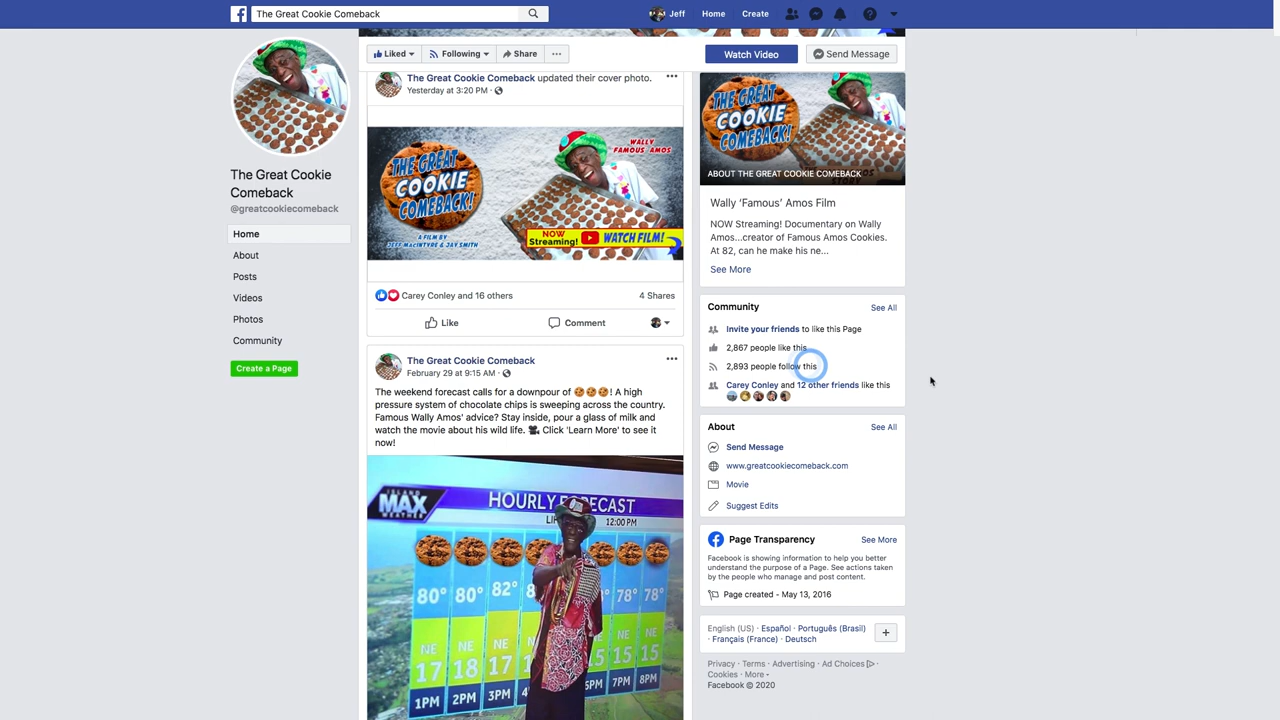 The Great Cookie Comeback
Jeff
Home
Create
Liked
Following
Share
Watch Video
Send Message
The Great Cookie
Comeback
@greatcookiecomeback
Home
About
Posts
Videos
Photos
Community
Create a Page
The Great Cookie Comeback updated their cover photo.
Yesterday at 3:20 PM ·
THE GREAT
COOKIE
COMEBACK!
A FILM BY
JEFF MACINTYRE & JAY SMITH
WALLY
FAMOUS AMOS
NOW
Streaming!
WATCH FILM!
Carey Conley and 16 others
4 Shares
Like
Comment
The Great Cookie Comeback
February 29 at 9:15 AM ·
The weekend forecast calls for a downpour of 🍪🍪🍪! A high
pressure system of chocolate chips is sweeping across the country.
Famous Wally Amos' advice? Stay inside, pour a glass of milk and
watch the movie about his wild life. 🎥 Click 'Learn More' to see it
now!
ISLAND
MAX
WEATHER
HOURLY FORECAST
12:00 PM
80° 80° 82° 78° 78°
NE NE NE NE NE
17 18 17 15 15 15
1PM 2PM 3PM 5PM 7PM 8PM
THE GREAT
COOKIE
COMEBACK!
ABOUT THE GREAT COOKIE COMEBACK
Wally ‘Famous’ Amos Film
NOW Streaming! Documentary on Wally
Amos...creator of Famous Amos Cookies.
At 82, can he make his ne...
See More
Community
See All
Invite your friends to like this Page
2,867 people like this
2,893 people follow this
Carey Conley and 12 other friends like this
About
See All
Send Message
www.greatcookiecomeback.com
Movie
Suggest Edits
Page Transparency
See More
Facebook is showing information to help you better
understand the purpose of a Page. See actions taken
by the people who manage and post content.
Page created - May 13, 2016
English (US) · Español · Português (Brasil)
· Français (France) · Deutsch
Privacy · Terms · Advertising · Ad Choices ·
Cookies · More
Facebook © 2020